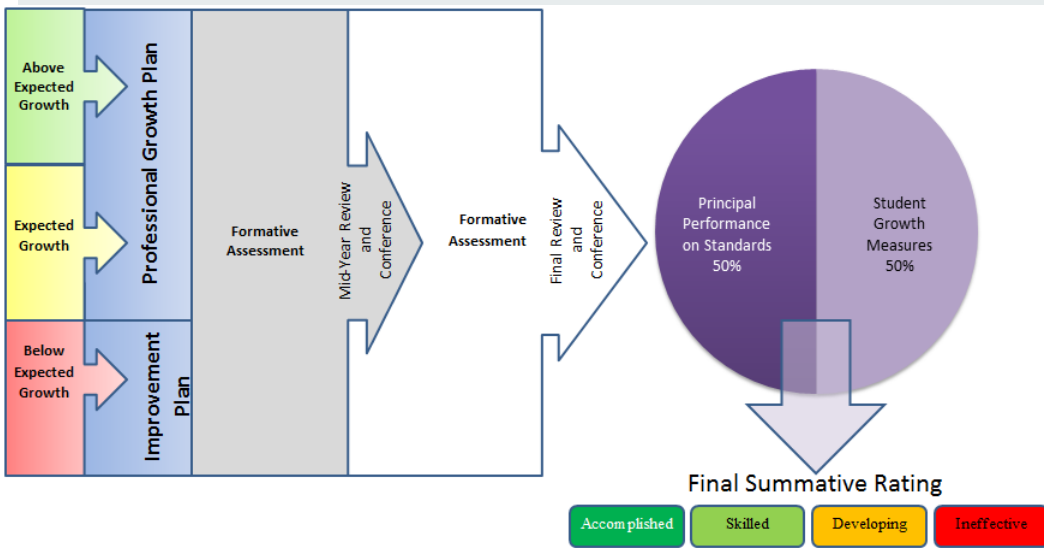 Above
Expected
Growth
Expected
Growth
Below
Expected
Growth
Professional Growth Plan
Improvement
Plan
Formative
Assessment
Mid-Year Review
and
Conference
Formative
Assessment
Final Review
and
Conference
Principal
Performance
on Standards
50%
Student
Growth
Measures
50%
Final Summative Rating
Accomplished
Skilled
Developing
Ineffective